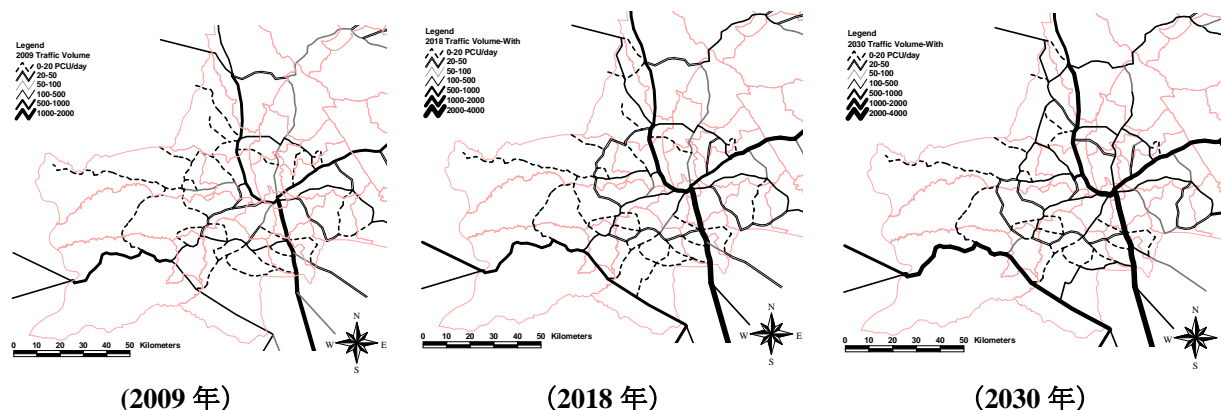 Legend
2009 Traffic Volume
0-20 PCU/day
20-50
50-100
100-500
500-1000
1000-2000
0 10 20 30 40 50 Kilometers
N
W E
S
(2009 年)
Legend
2018 Traffic Volume-With
0-20 PCU/day
20-50
50-100
100-500
500-1000
1000-2000
2000-4000
0 10 20 30 40 50 Kilometers
N
W E
S
(2018 年)
Legend
2030 Traffic Volume-With
0-20 PCU/day
20-50
50-100
100-500
500-1000
1000-2000
2000-4000
0 10 20 30 40 50 Kilometers
N
W E
S
(2030 年)